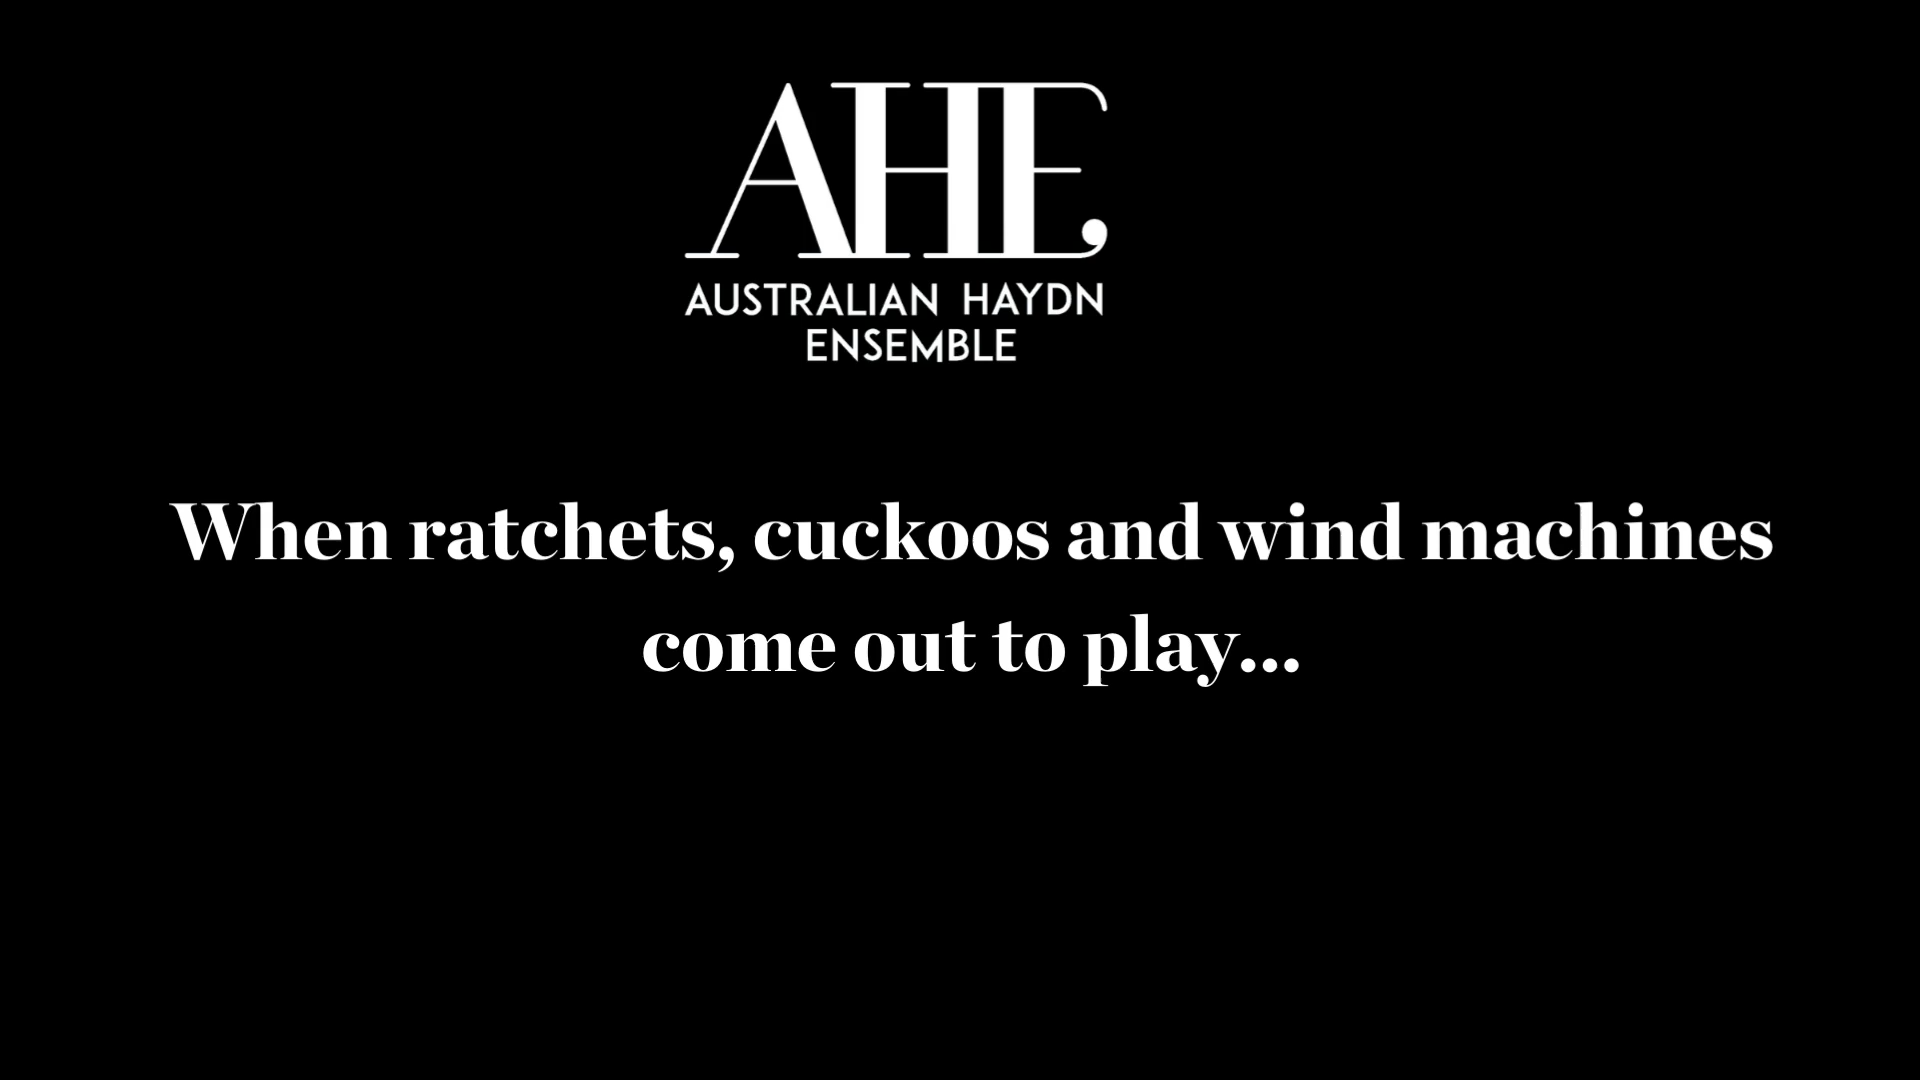 AHE
AUSTRALIAN HAYDN
ENSEMBLE
When ratchets, cuckoos and wind machines
come out to play...